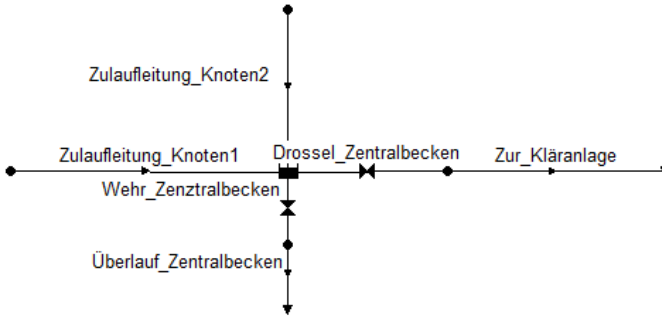 Zulaufleitung_Knoten2
Zulaufleitung_Knoten1
Drossel_Zentralbecken
Zur_Kläranlage
Wehr_Zenztralbecken
Überlauf_Zentralbecken